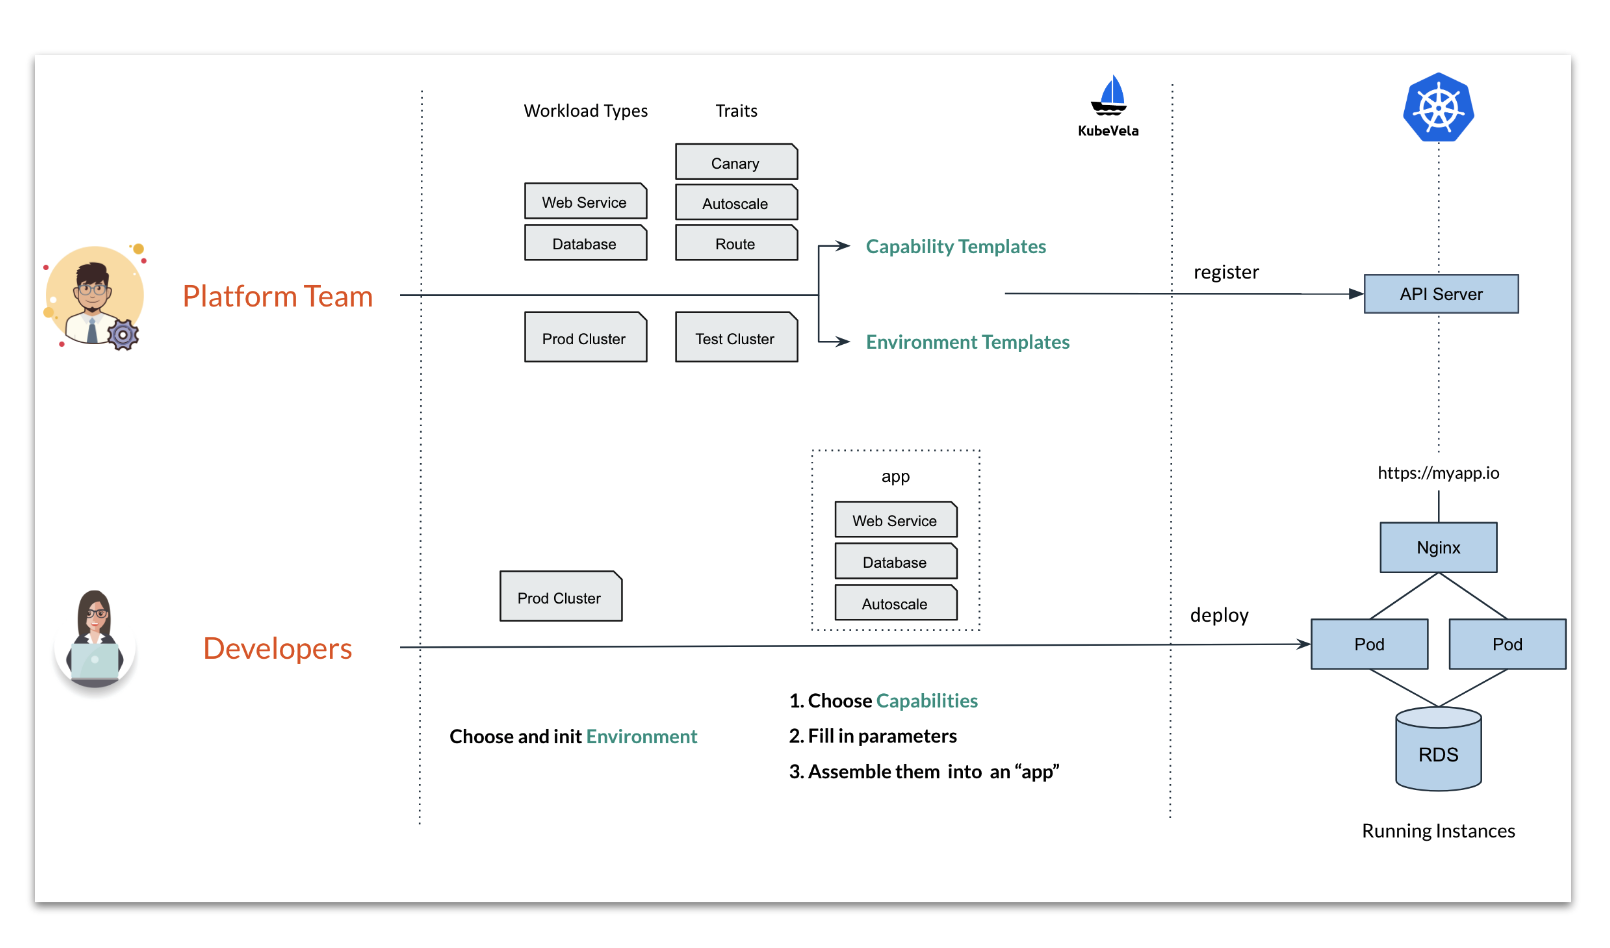 Workload Types
Traits
KubeVela
Canary
Web Service
Autoscale
Database
Route
Capability Templates
Platform Team
register
API Server
Prod Cluster
Test Cluster
Environment Templates
app
https://myapp.io
Web Service
Nginx
Database
Prod Cluster
Autoscale
deploy
Developers
Pod
Pod
1. Choose Capabilities
Choose and init Environment
2. Fill in parameters
RDS
3. Assemble them into an “app”
Running Instances